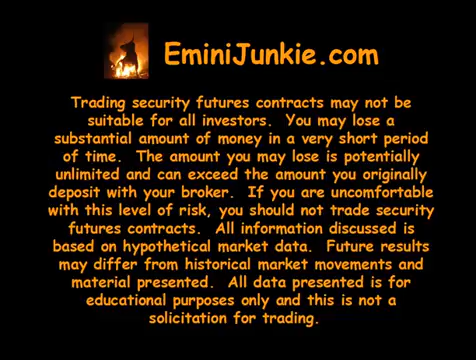 EminiJunkie.com
Trading security futures contracts may not be
suitable for all investors. You may lose a
substantial amount of money in a very short period
of time. The amount you may lose is potentially
unlimited and can exceed the amount you originally
deposit with your broker. If you are uncomfortable
with this level of risk, you should not trade security
futures contracts. All information discussed is
based on hypothetical market data. Future results
may differ from historical market movements and
material presented. All data presented is for
educational purposes only and this is not a
solicitation for trading.